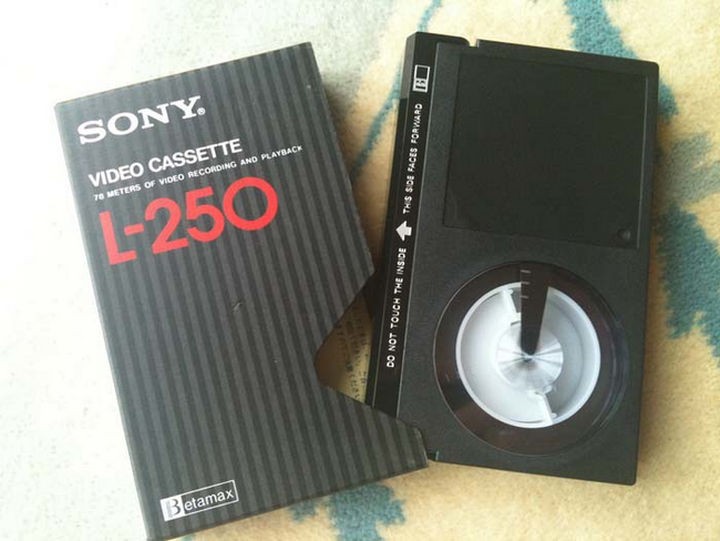 SONY®
VIDEO CASSETTE
78 METERS OF VIDEO RECORDING AND PLAYBACK
L-250
Betamax
B
DO NOT TOUCH THE INSIDE THIS SIDE FACES FORWARD